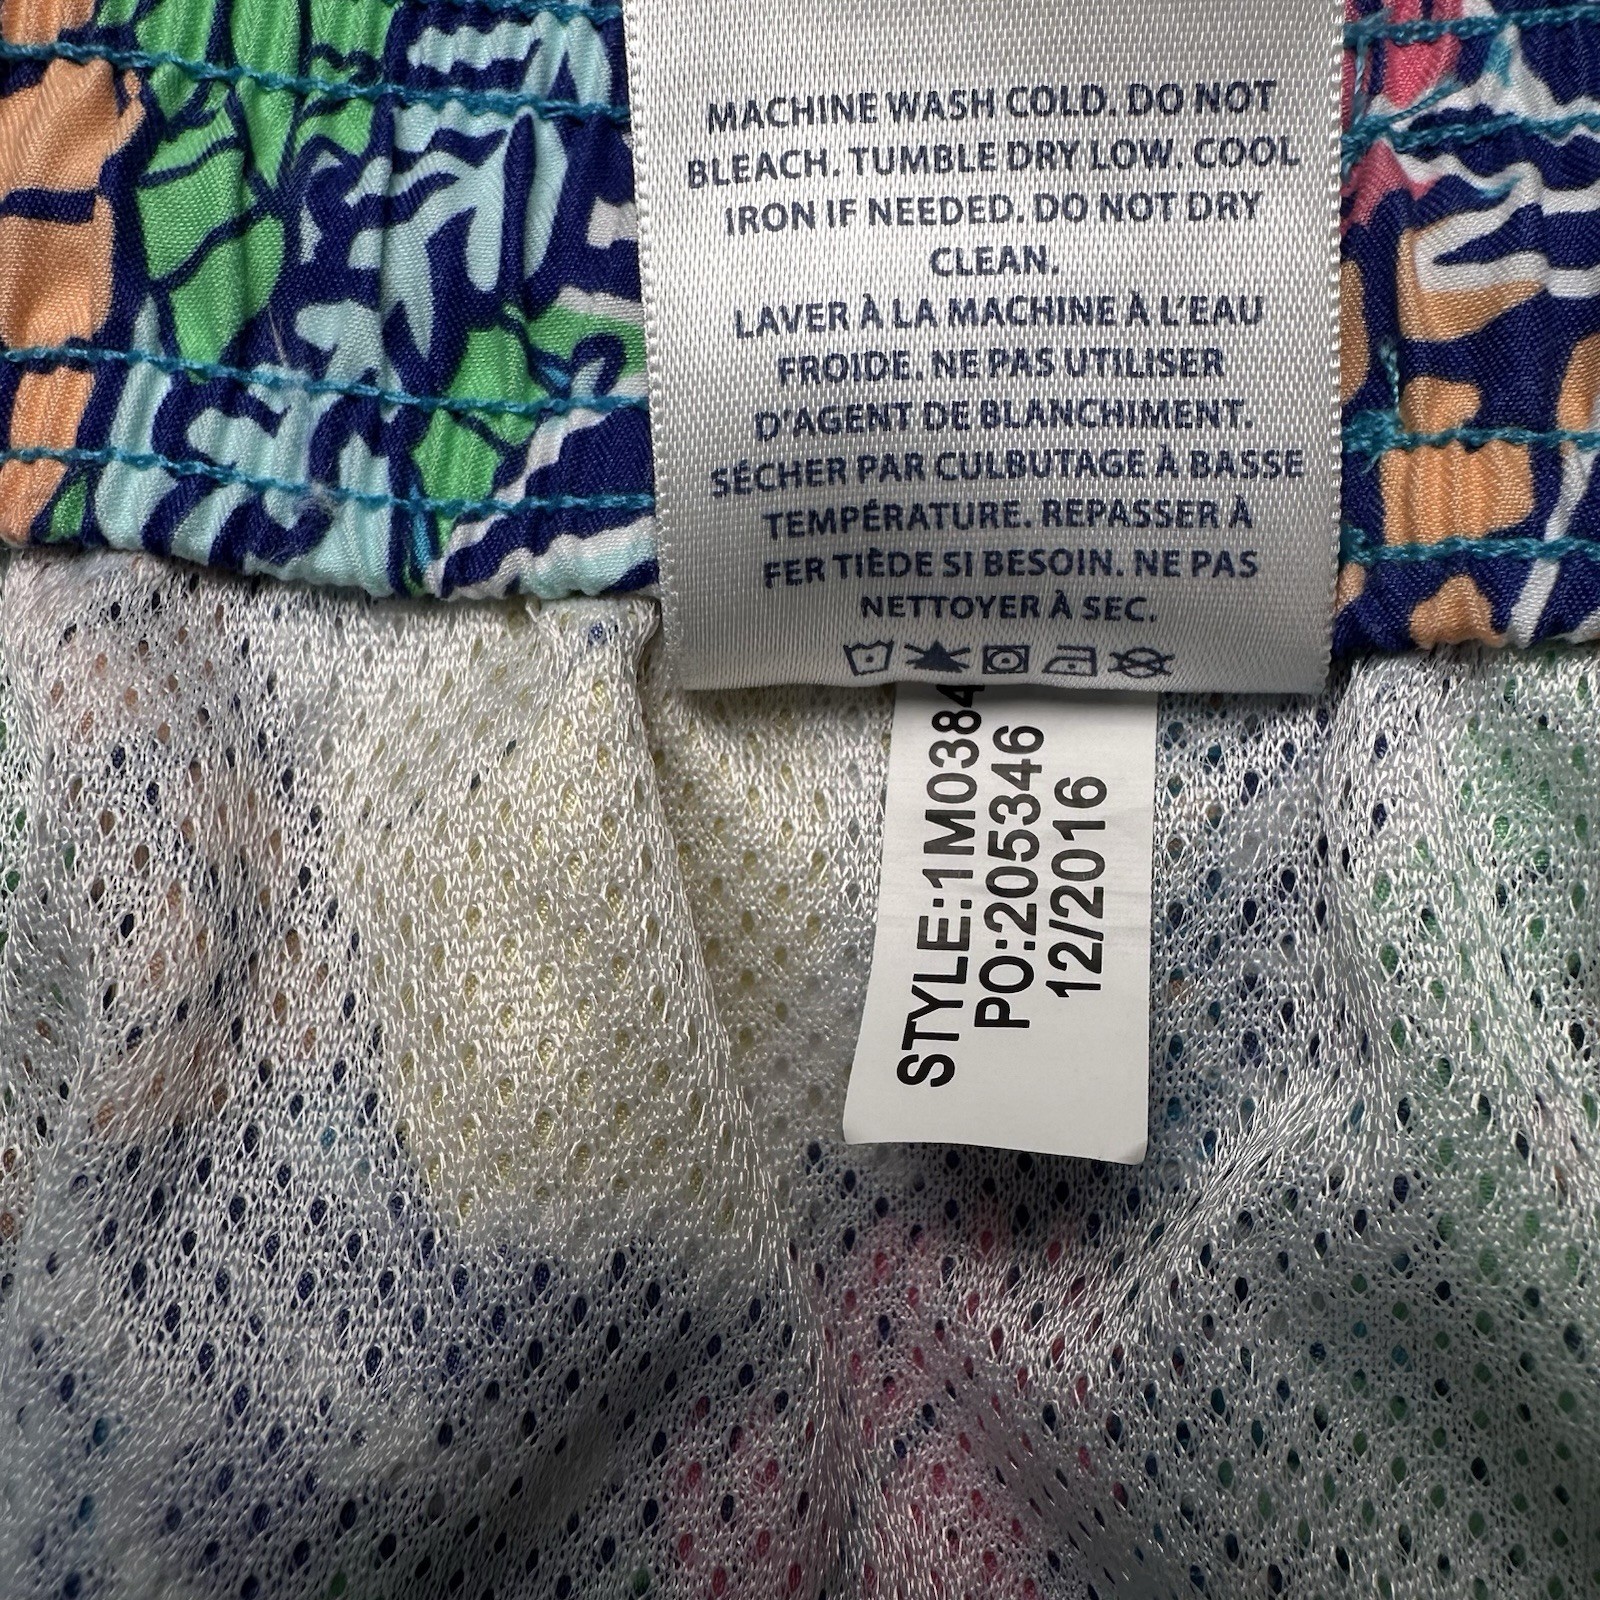 MACHINE WASH COLD. DO NOT
BLEACH. TUMBLE DRY LOW. COOL
IRON IF NEEDED. DO NOT DRY
CLEAN.
LAVER À LA MACHINE À L'EAU
FROIDE. NE PAS UTILISER
D'AGENT DE BLANCHIMENT.
SÉCHER PAR CULBUTAGE À BASSE
TEMPÉRATURE. REPASSER À
FER TIÈDE SI BESOIN. NE PAS
NETTOYER À SEC.
STYLE:1M0384
PO:205346
12/2016